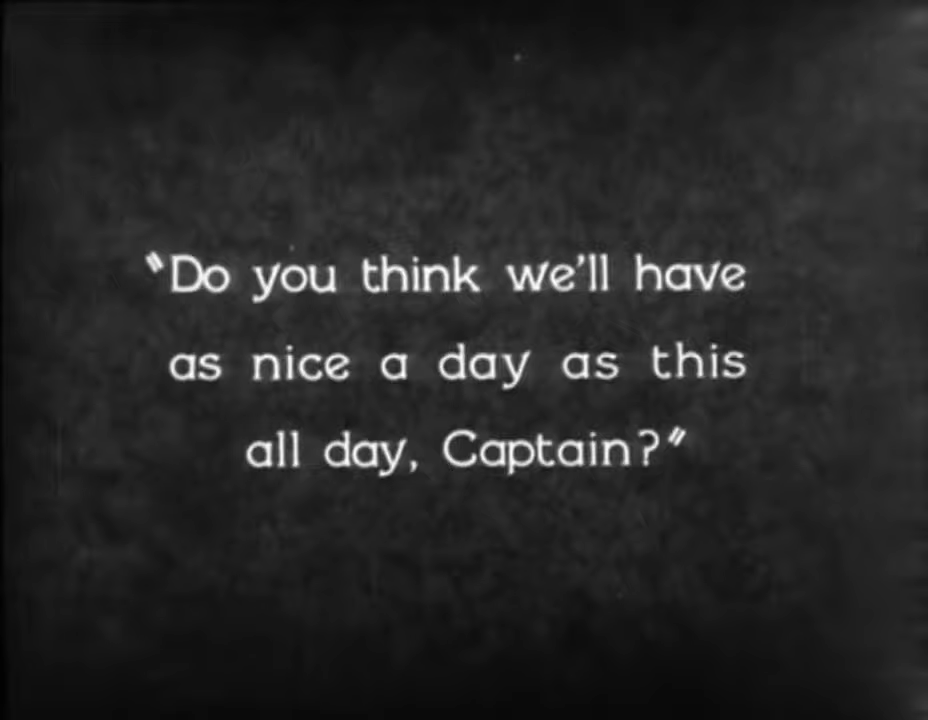 "Do you think we'll have
as nice a day as this
all day, Captain?"